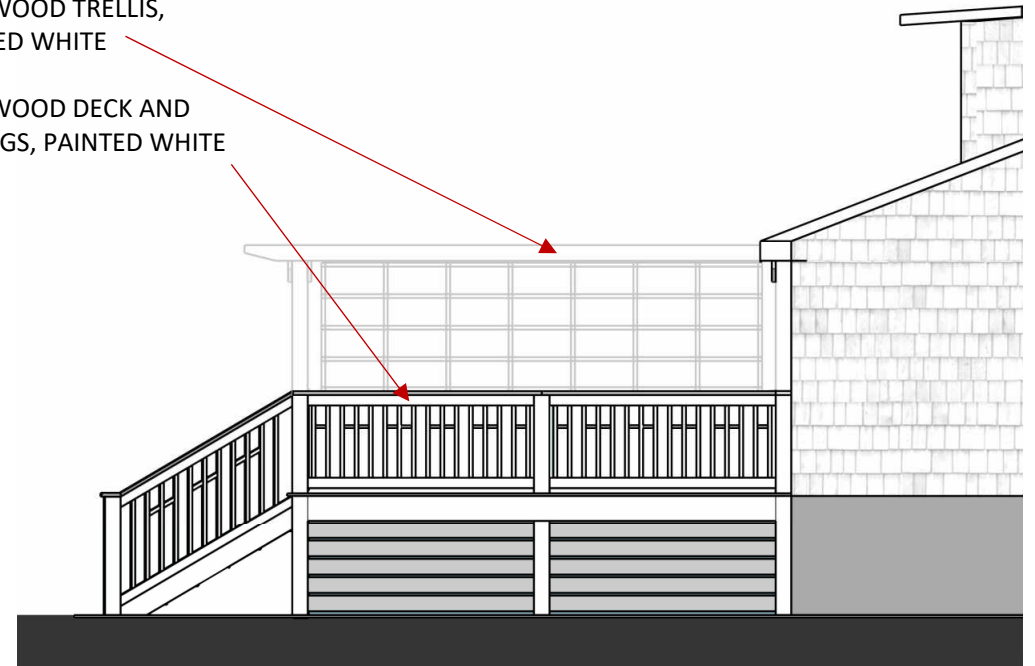 WOOD TRELLIS,
ED WHITE
WOOD DECK AND
GS, PAINTED WHITE